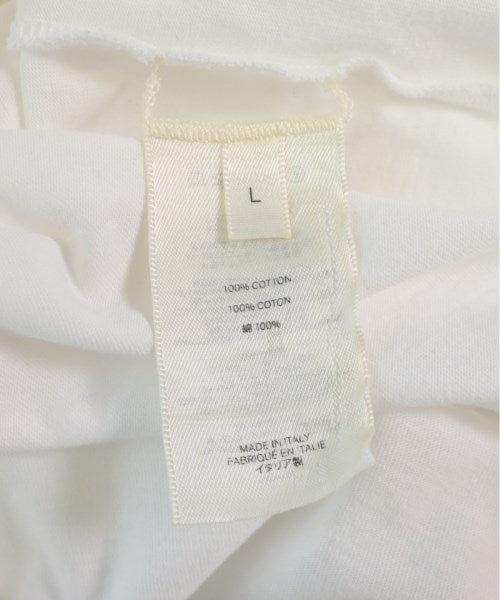 L
100% COTTON
100% COTON
綿 100%
MADE IN ITALY
FABRIQUÉ EN ITALIE
イタリア製